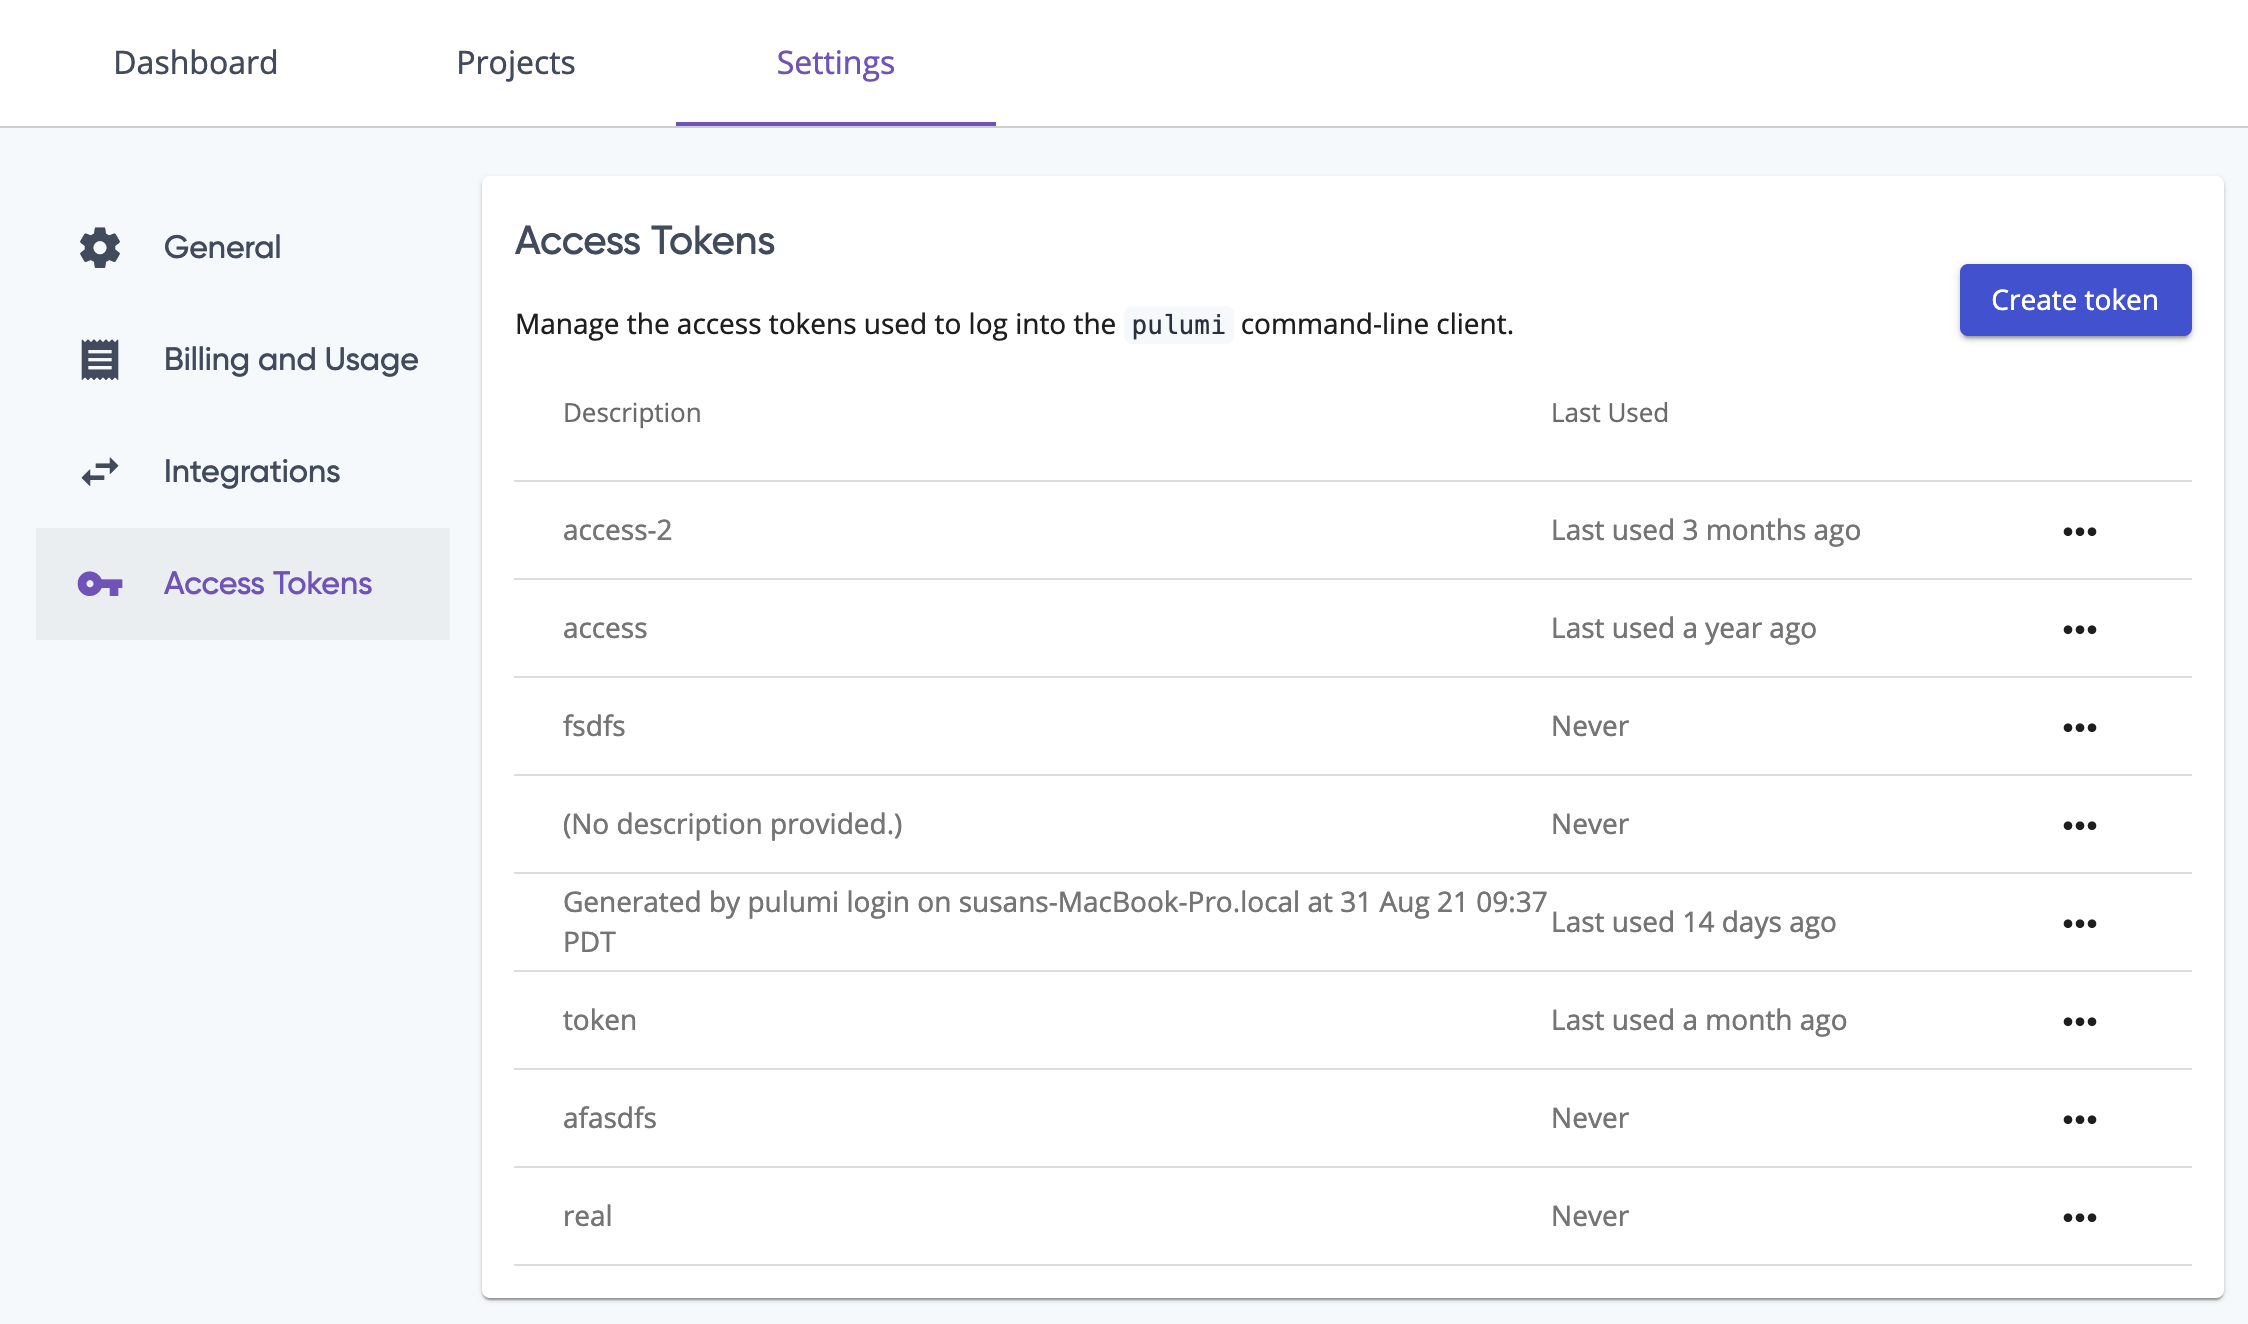 Dashboard Projects Settings
General
Billing and Usage
Integrations
Access Tokens
Access Tokens
Create token
Manage the access tokens used to log into the pulumi command-line client.
Description Last Used
access-2 Last used 3 months ago
access Last used a year ago
fsdfs Never
(No description provided.) Never
Generated by pulumi login on susans-MacBook-Pro.local at 31 Aug 21 09:37
PDT
Last used 14 days ago
token Last used a month ago
afasdfs Never
real Never